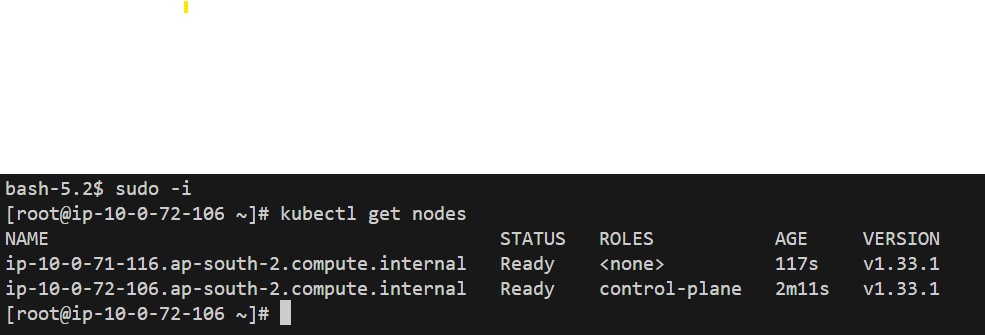 bash-5.2$ sudo -i
[root@ip-10-0-72-106 ~]# kubectl get nodes
NAME                                         STATUS   ROLES           AGE     VERSION
ip-10-0-71-116.ap-south-2.compute.internal   Ready    <none>          117s    v1.33.1
ip-10-0-72-106.ap-south-2.compute.internal   Ready    control-plane   2m11s   v1.33.1
[root@ip-10-0-72-106 ~]#